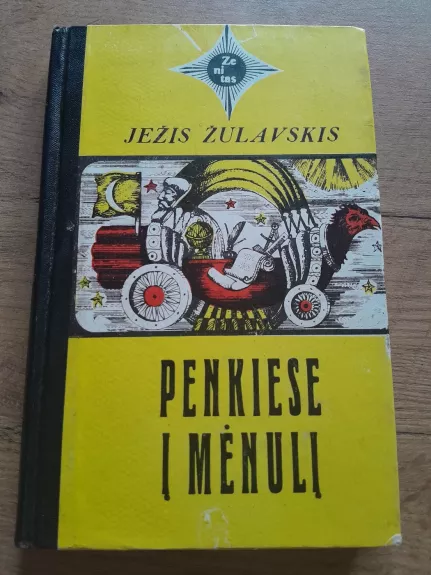 Ze
ni
tas
JEŽIS ŽULAVSKIS
PENKIESE
Į MĖNULĮ